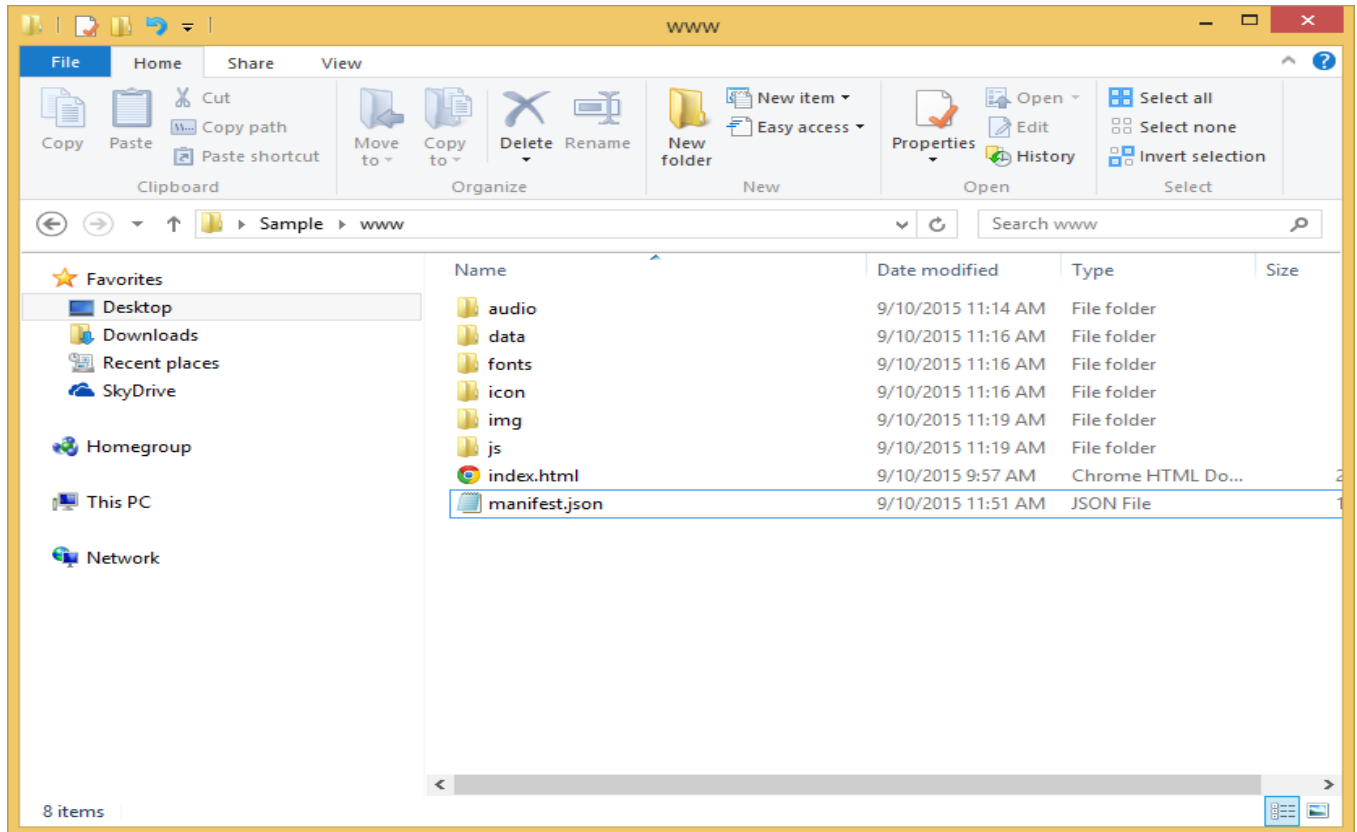 www
File Home Share View
Copy Paste Cut Copy path Paste shortcut
Move to Copy to Delete Rename
New folder New item Easy access
Properties Open Edit History
Select all Select none Invert selection
Clipboard Organize New Open Select
Sample www Search www
Favorites
Desktop
Downloads
Recent places
SkyDrive
Homegroup
This PC
Network
Name Date modified Type Size
audio 9/10/2015 11:14 AM File folder
data 9/10/2015 11:16 AM File folder
fonts 9/10/2015 11:16 AM File folder
icon 9/10/2015 11:16 AM File folder
img 9/10/2015 11:19 AM File folder
js 9/10/2015 11:19 AM File folder
index.html 9/10/2015 9:57 AM Chrome HTML Do...
manifest.json 9/10/2015 11:51 AM JSON File
8 items